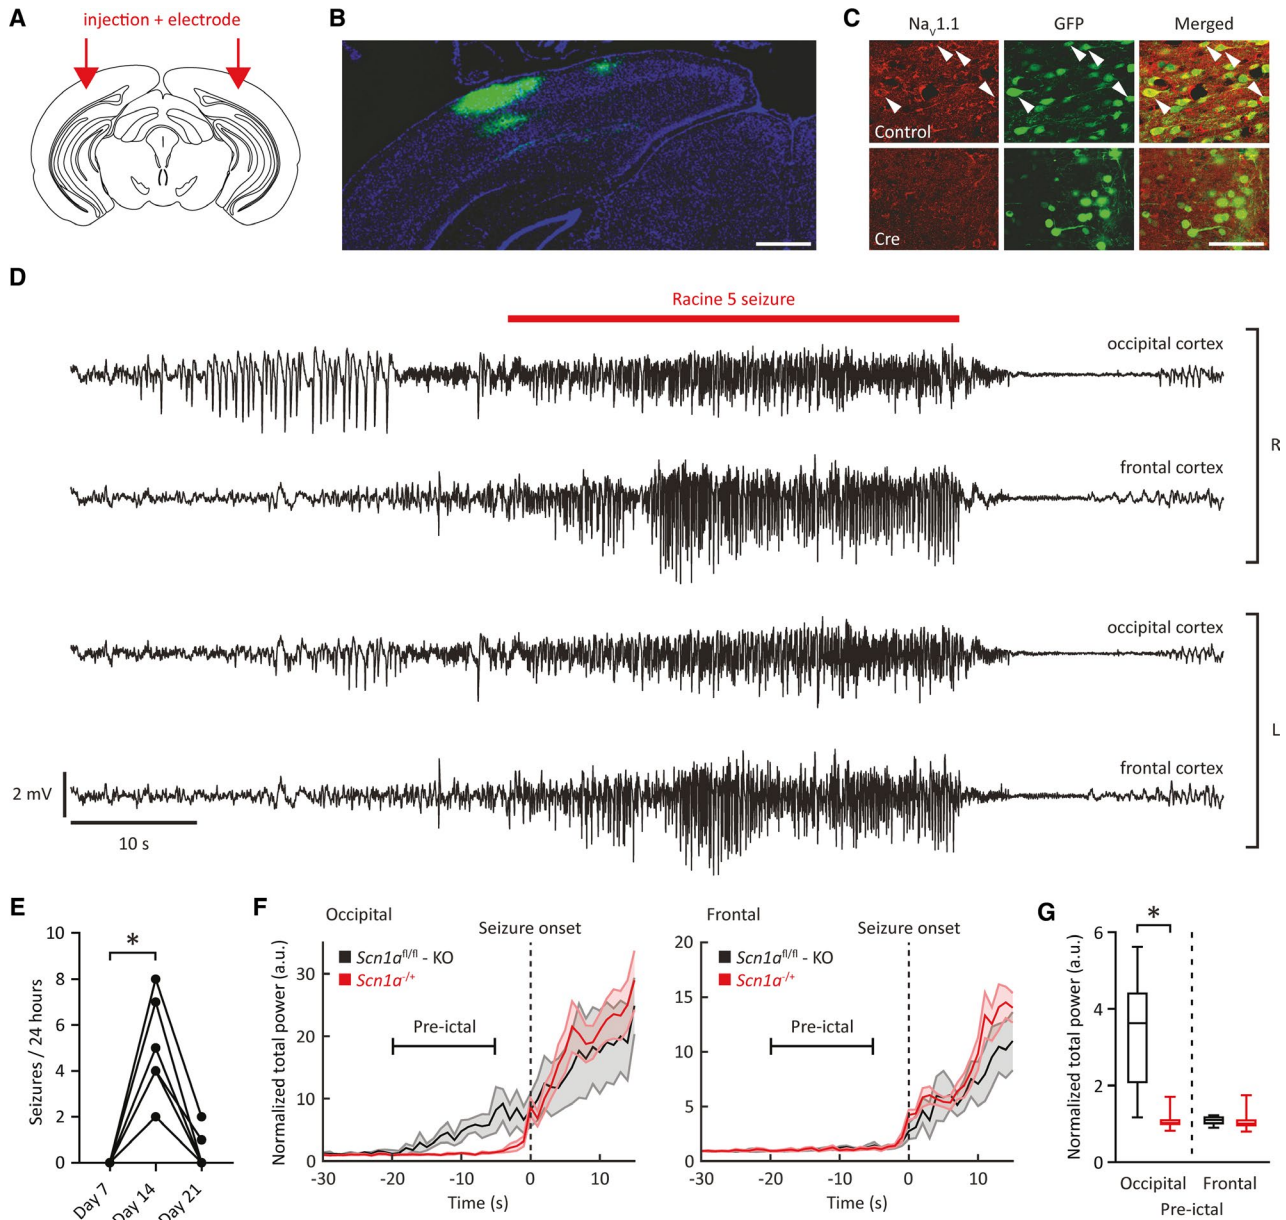 A
injection + electrode
B
C
NaV1.1
GFP
Merged
Control
Cre
D
Racine 5 seizure
occipital cortex
frontal cortex
R
occipital cortex
frontal cortex
L
2 mV
10 s
E
Seizures / 24 hours
10
8
6
4
2
0
*
Day 7
Day 14
Day 21
F
Occipital
Seizure onset
Scn1afl/fl - KO
Scn1a-/+
Pre-ictal
Normalized total power (a.u.)
30
20
10
0
-30
-20
-10
0
10
Time (s)
Frontal
Seizure onset
Scn1afl/fl - KO
Scn1a-/+
Pre-ictal
Normalized total power (a.u.)
20
15
10
5
0
-30
-20
-10
0
10
Time (s)
G
*
Normalized total power (a.u.)
6
4
2
0
Occipital
Frontal
Pre-ictal